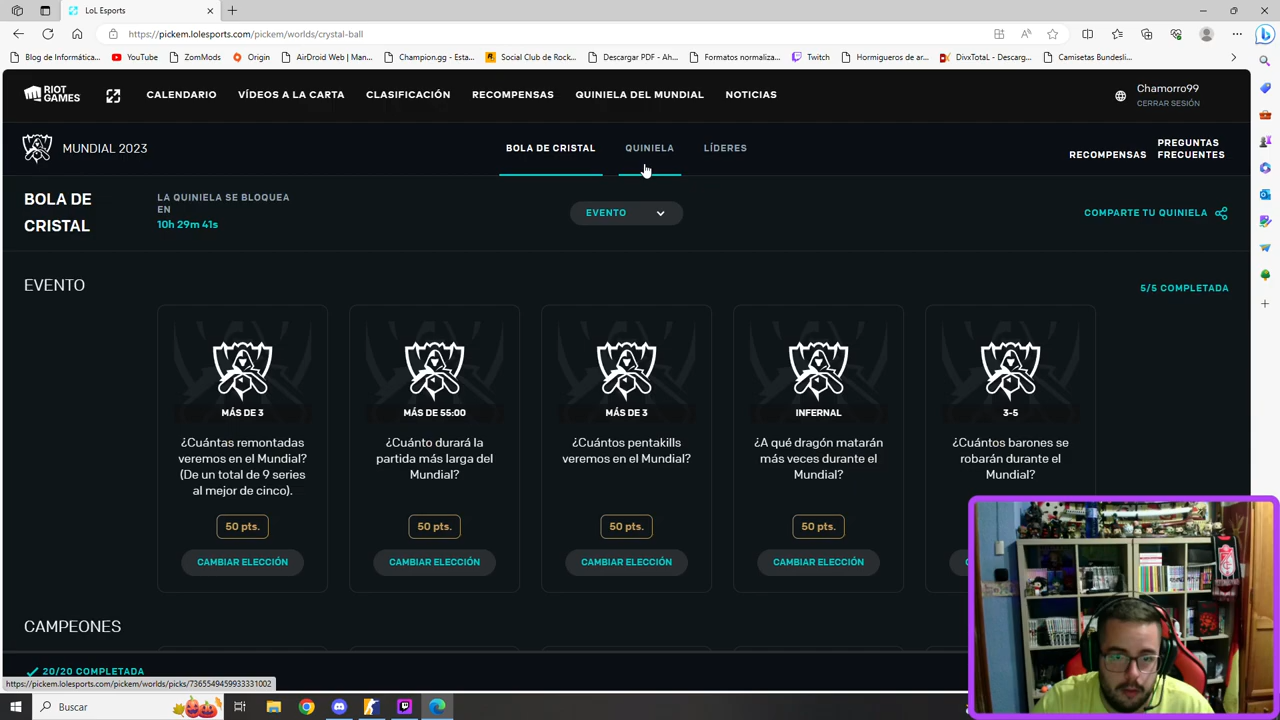 LoL Esports
https://pickem.lolesports.com/pickem/worlds/crystal-ball
Blog de Informática...
YouTube
ZomMods
Origin
AirDroid Web | Man...
Champion.gg - Esta...
Social Club de Rock...
Descargar PDF - Ah...
Formatos normaliza...
Twitch
Hormigueros de ar...
DivxTotaL - Descarg...
Camisetas Bundesli...
RIOT GAMES
CALENDARIO
VÍDEOS A LA CARTA
CLASIFICACIÓN
RECOMPENSAS
QUINIELA DEL MUNDIAL
NOTICIAS
Chamorro99
CERRAR SESIÓN
MUNDIAL 2023
BOLA DE CRISTAL
QUINIELA
LÍDERES
RECOMPENSAS
PREGUNTAS
FRECUENTES
BOLA DE
CRISTAL
LA QUINIELA SE BLOQUEA
EN
10h 29m 41s
EVENTO
COMPARTE TU QUINIELA
EVENTO
5/5 COMPLETADA
MÁS DE 3
¿Cuántas remontadas
veremos en el Mundial?
(De un total de 9 series
al mejor de cinco).
50 pts.
CAMBIAR ELECCIÓN
MÁS DE 55:00
¿Cuánto durará la
partida más larga del
Mundial?
50 pts.
CAMBIAR ELECCIÓN
MÁS DE 3
¿Cuántos pentakills
veremos en el Mundial?
50 pts.
CAMBIAR ELECCIÓN
INFERNAL
¿A qué dragón matarán
más veces durante el
Mundial?
50 pts.
CAMBIAR ELECCIÓN
3-5
¿Cuántos barones se
robarán durante el
Mundial?
CAMPEONES
20/20 COMPLETADA
https://pickem.lolesports.com/pickem/worlds/picks/7365549459933331002
Buscar